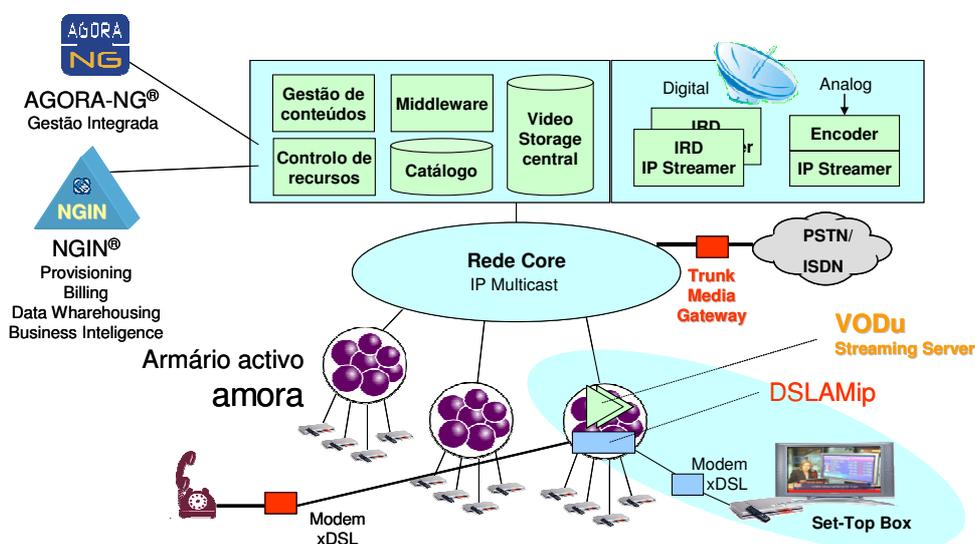 AGORA
NG
AGORA-NG®
Gestão Integrada
NGIN
NGIN®
Provisioning
Billing
Data Wharehousing
Business Inteligence
Gestão de
conteúdos
Middleware
Video
Storage
central
Controlo de
recursos
Catálogo
Digital
Analog
IRD
er
IRD
IP Streamer
Encoder
IP Streamer
Rede Core
IP Multicast
PSTN/
ISDN
Trunk
Media
Gateway
VODu
Streaming Server
Armário activo
amora
DSLAMip
Modem
xDSL
Modem
xDSL
Set-Top Box